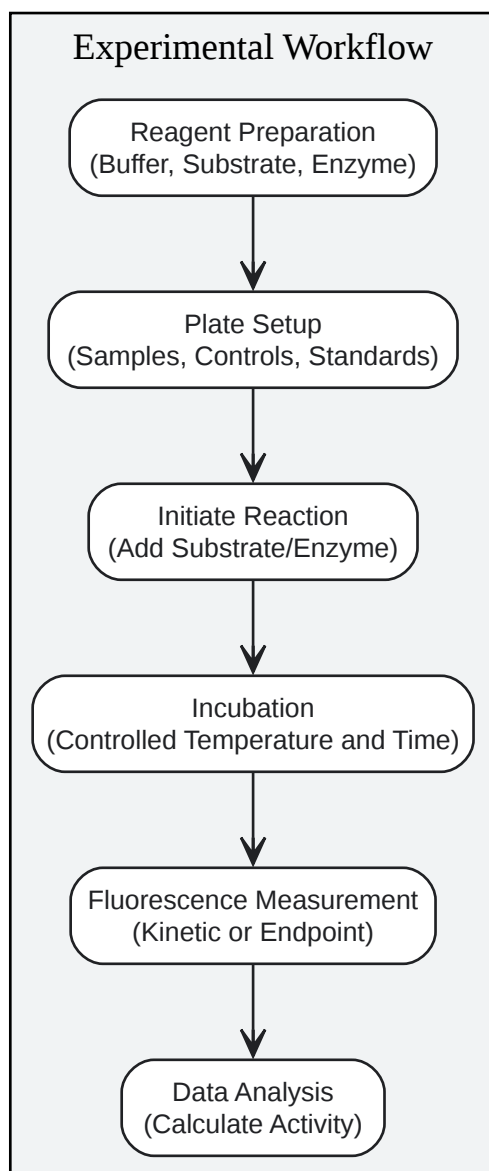 Experimental Workflow
Reagent Preparation
(Buffer, Substrate, Enzyme)
Plate Setup
(Samples, Controls, Standards)
Initiate Reaction
(Add Substrate/Enzyme)
Incubation
(Controlled Temperature and Time)
Fluorescence Measurement
(Kinetic or Endpoint)
Data Analysis
(Calculate Activity)